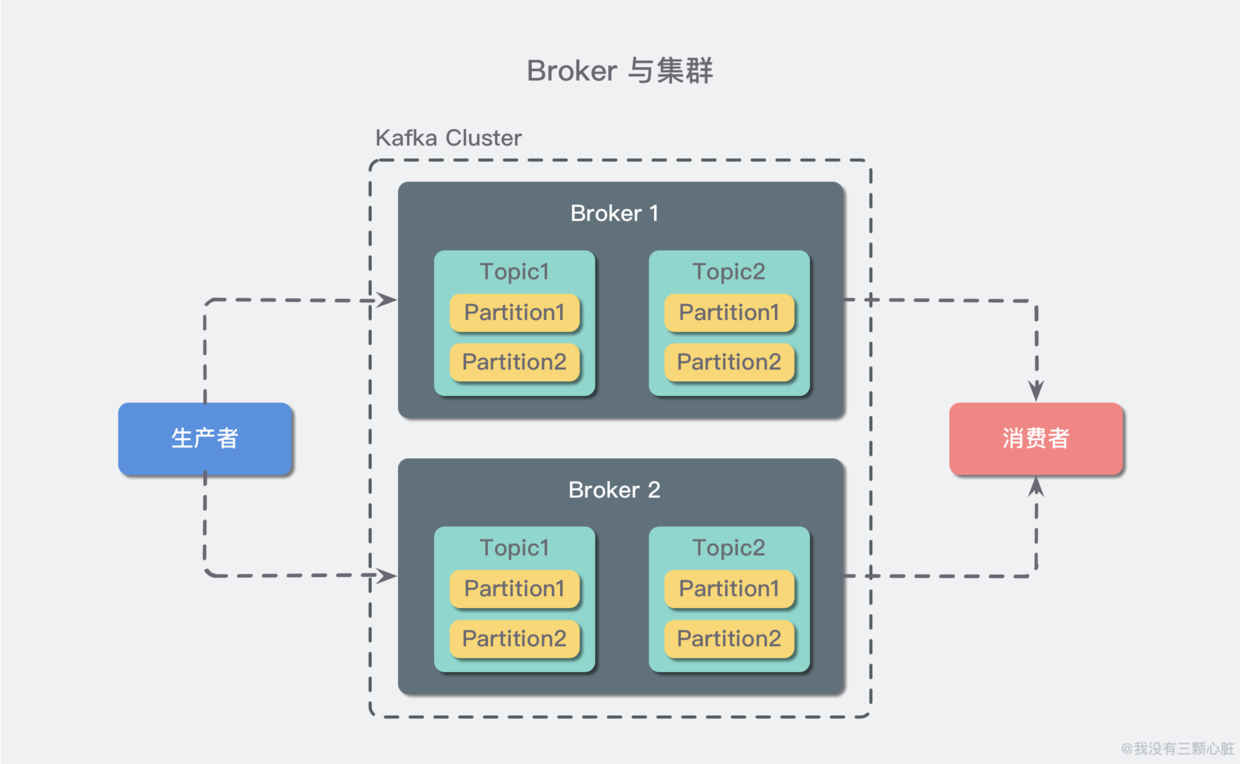 Broker 与集群
Kafka Cluster
Broker 1
Topic1
Partition1
Partition2
Topic2
Partition1
Partition2
生产者
消费者
Broker 2
Topic1
Partition1
Partition2
Topic2
Partition1
Partition2
@我没有三颗心脏